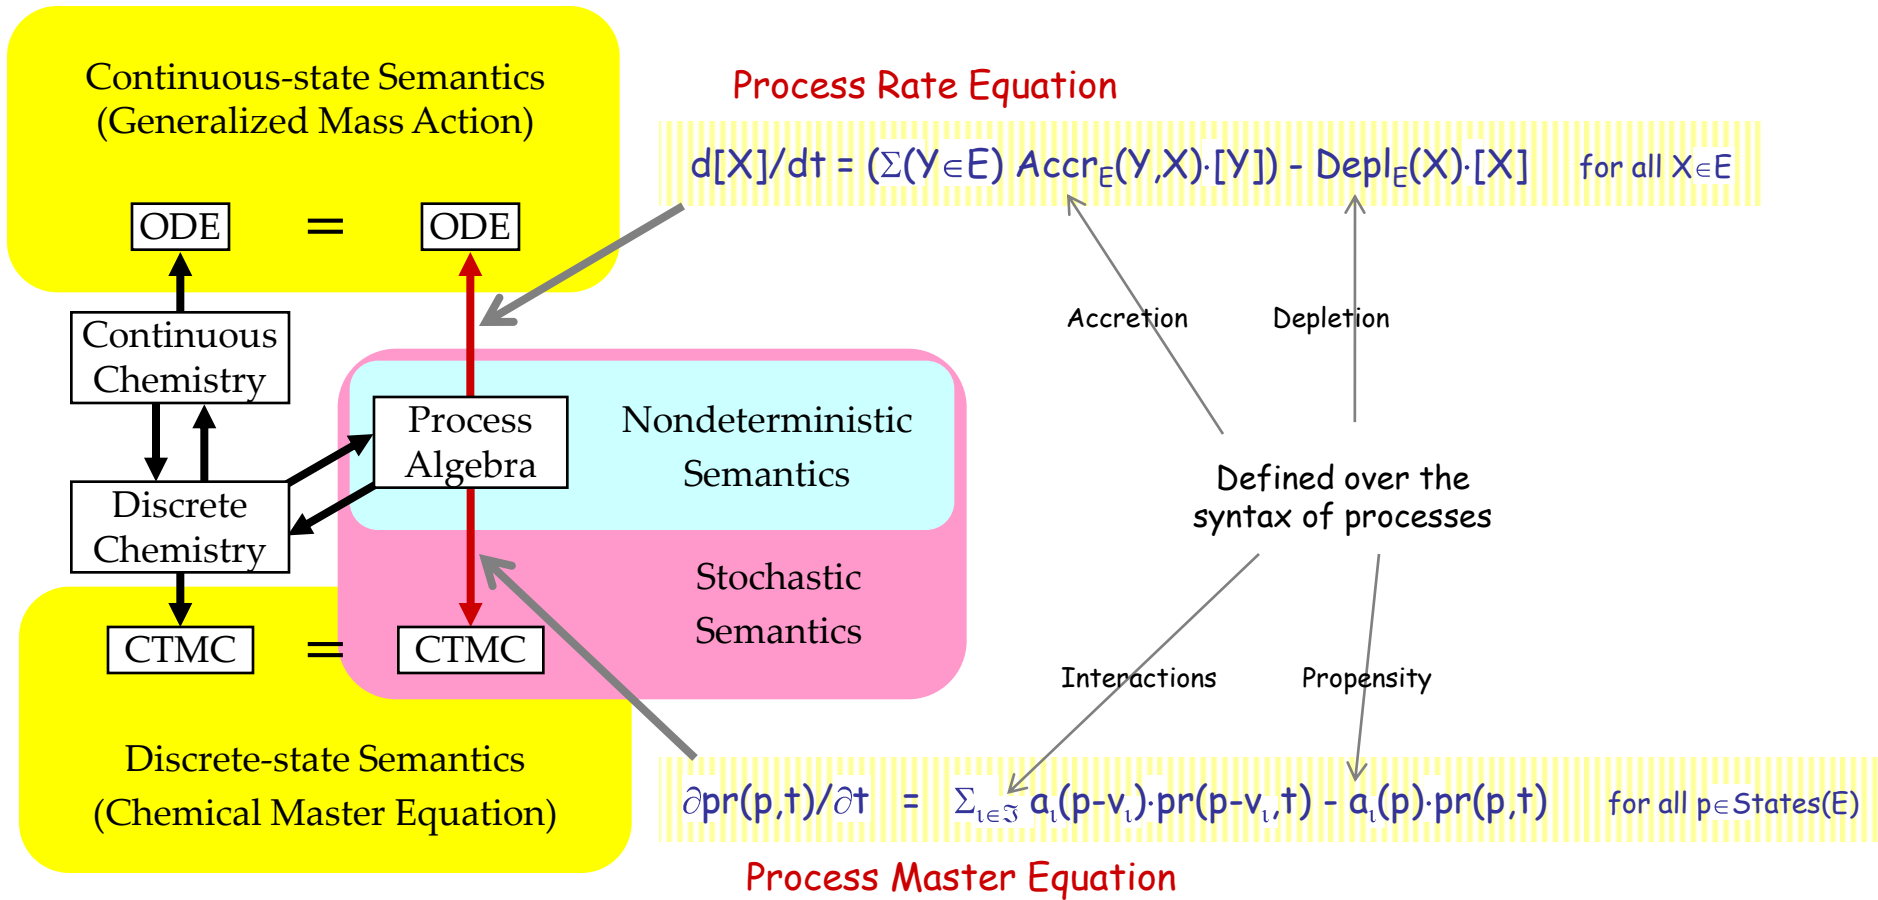 Continuous-state Semantics
(Generalized Mass Action)
ODE = ODE
Continuous
Chemistry
Process
Algebra
Nondeterministic
Semantics
Discrete
Chemistry
Stochastic
Semantics
CTMC = CTMC
Discrete-state Semantics
(Chemical Master Equation)
Process Rate Equation
d[X]/dt = (Σ(Y∈E) Accr_E(Y,X)·[Y]) - Depl_E(X)·[X] for all X∈E
Accretion
Depletion
Defined over the
syntax of processes
Interactions
Propensity
∂pr(p,t)/∂t = Σ_ι∈ℑ a_ι(p-v_ι)·pr(p-v_ι,t) - a_ι(p)·pr(p,t) for all p∈States(E)
Process Master Equation